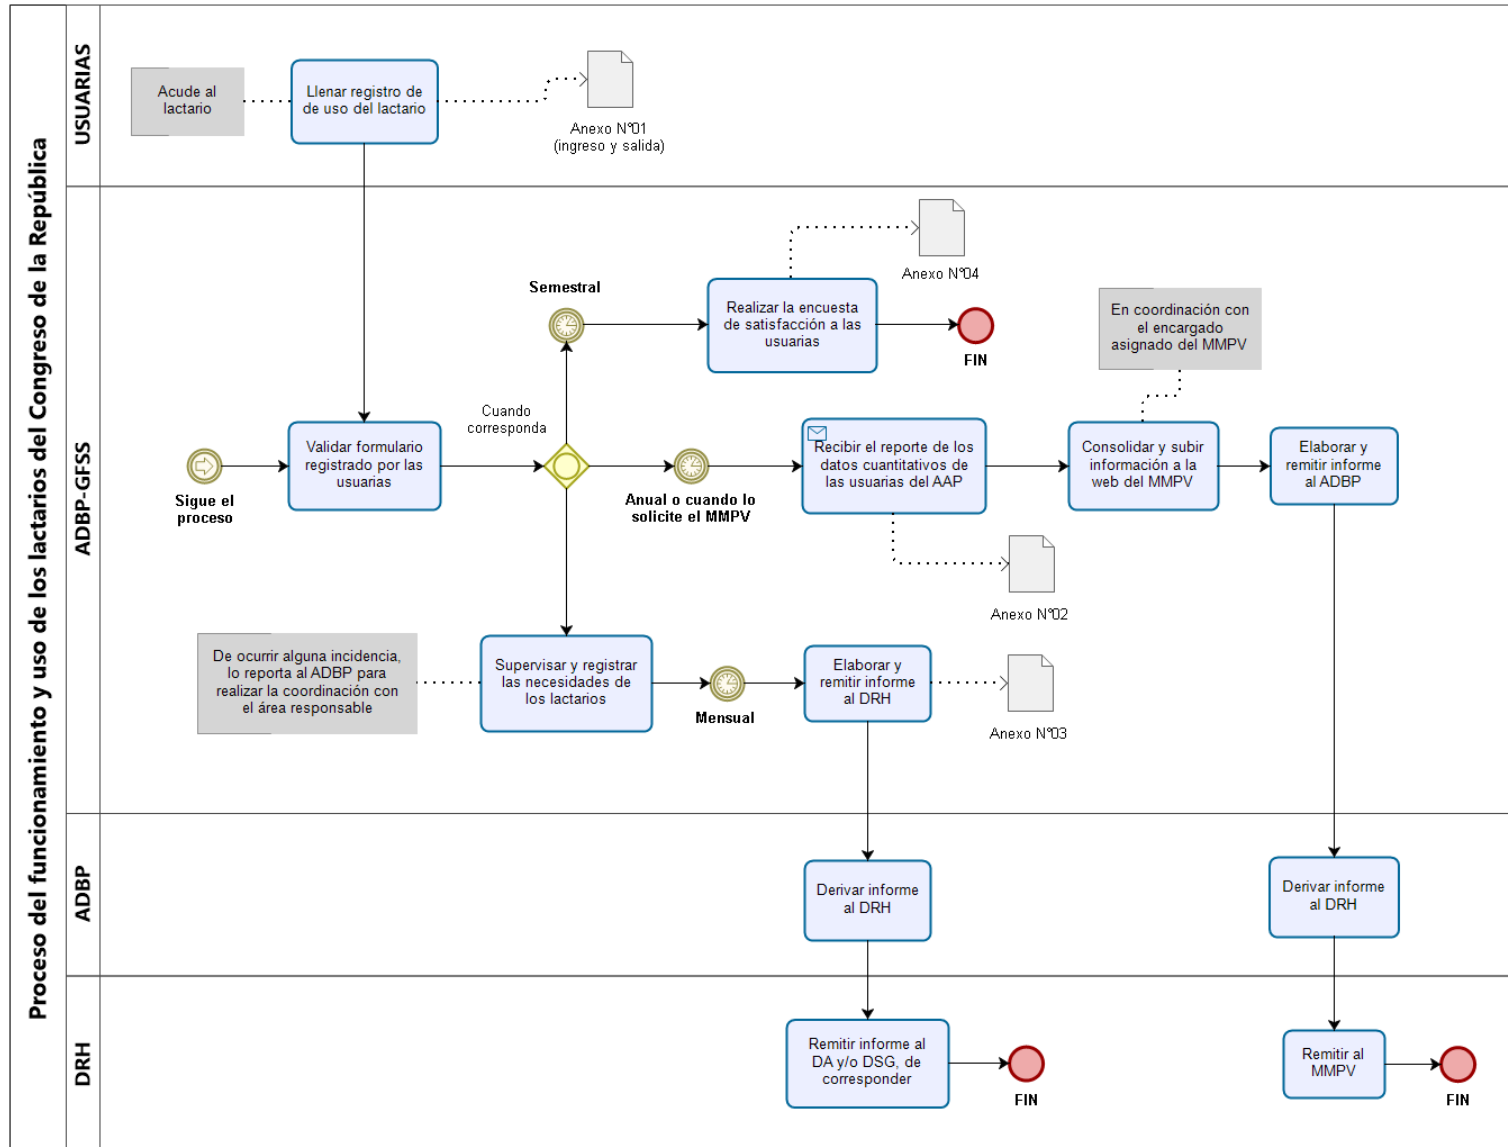 Proceso del funcionamiento y uso de los lactarios del Congreso de la República
USUARIAS
Acude al
lactario
Llenar registro de
de uso del lactario
Anexo N°01
(ingreso y salida)
ADBP-GFSS
Anexo N°04
Semestral
Realizar la encuesta
de satisfacción a las
usuarias
FIN
En coordinación con
el encargado
asignado del MMPV
Cuando
corresponda
Sigue el
proceso
Validar formulario
registrado por las
usuarias
Anual o cuando lo
solicite el MMPV
Recibir el reporte de los
datos cuantitativos de
las usuarias del AAP
Consolidar y subir
información a la
web del MMPV
Elaborar y
remitir informe
al ADBP
Anexo N°02
De ocurrir alguna incidencia,
lo reporta al ADBP para
realizar la coordinación con
el área responsable
Supervisar y registrar
las necesidades de
los lactarios
Mensual
Elaborar y
remitir informe
al DRH
Anexo N°03
ADBP
Derivar informe
al DRH
Derivar informe
al DRH
DRH
Remitir informe al
DA y/o DSG, de
corresponder
FIN
Remitir al
MMPV
FIN